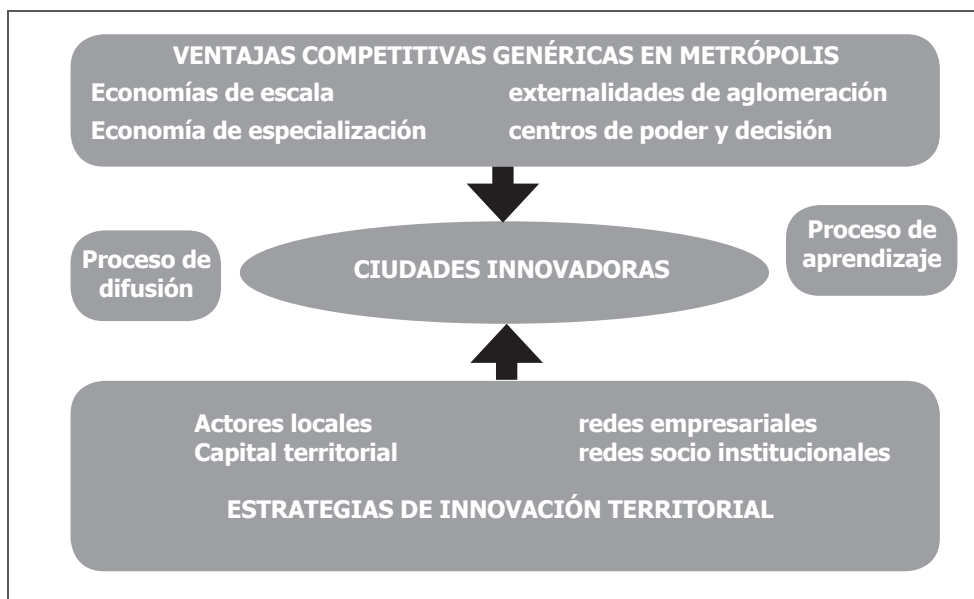 VENTAJAS COMPETITIVAS GENÉRICAS EN METRÓPOLIS
Economías de escala externalidades de aglomeración
Economía de especialización centros de poder y decisión
Proceso de
difusión
CIUDADES INNOVADORAS
Proceso de
aprendizaje
Actores locales redes empresariales
Capital territorial redes socio institucionales
ESTRATEGIAS DE INNOVACIÓN TERRITORIAL